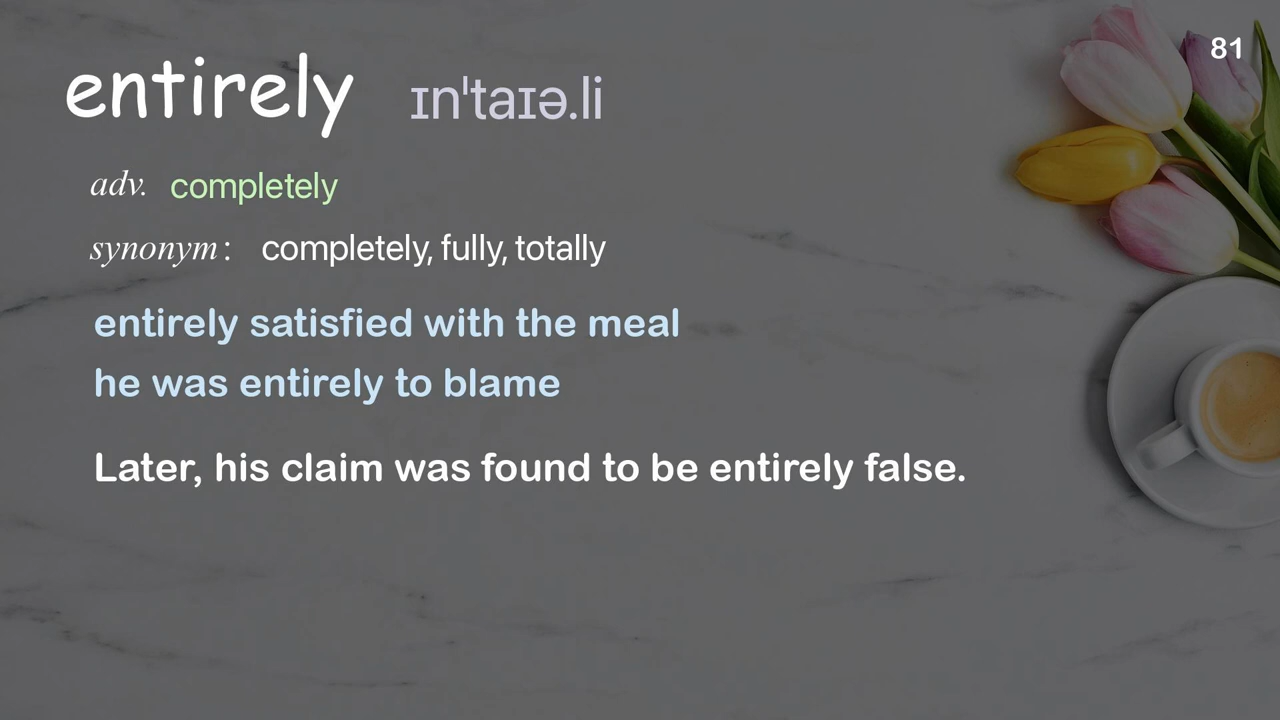 81
entirely ɪnˈtaɪə.li
adv. completely
synonym: completely, fully, totally
entirely satisfied with the meal
he was entirely to blame
Later, his claim was found to be entirely false.